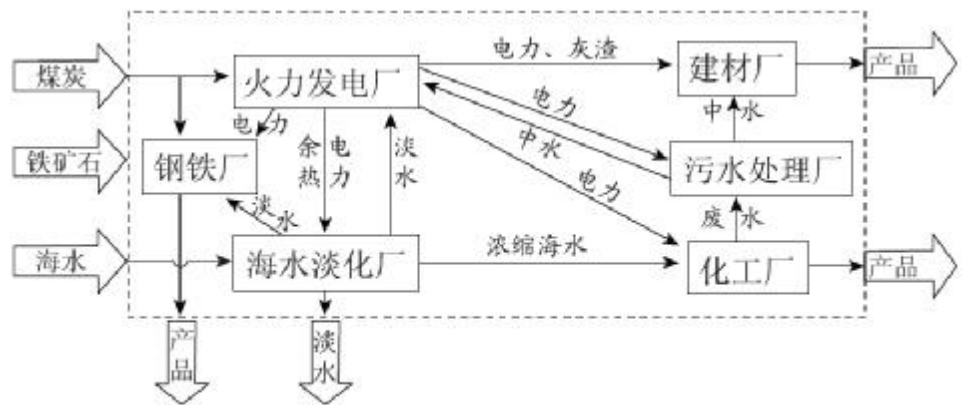 电力、灰渣
煤炭
火力发电厂
建材厂
产品
电力
电力
中水
中水
铁矿石
钢铁厂
余热
电力
淡水
污水处理厂
电力
淡水
废水
海水
海水淡化厂
浓缩海水
化工厂
产品
产品
淡水